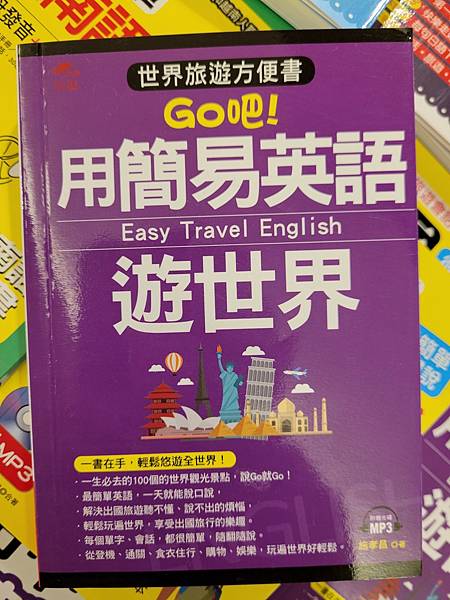 世界旅遊方便書
Go吧!
用簡易英語
Easy Travel English
遊世界
一書在手,輕鬆悠遊全世界!
·一生必去的100個的世界觀光景點,說Go就Go!
·最簡單英語,一天就能脫口說,
解決出國旅遊聽不懂、說不出的煩惱,
·輕鬆玩遍世界,享受出國旅行的樂趣。
·每個單字、會話,都很簡單,隨翻隨說。
·從登機、通關、食衣住行、購物、娛樂,玩遍世界好輕鬆。
MP3
施孝昌 ◎著
MP3